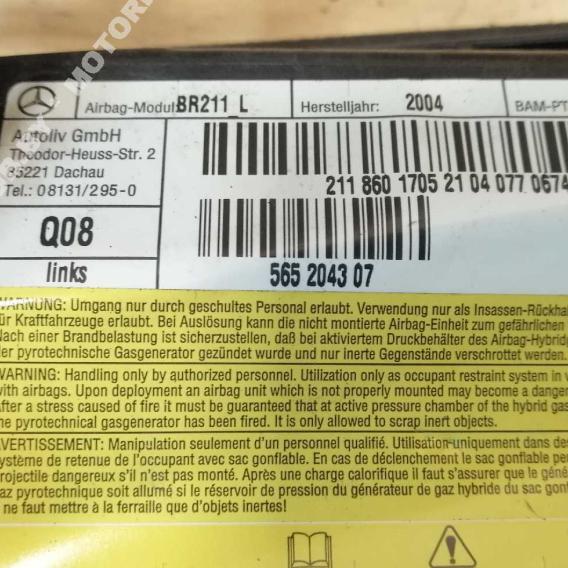 Airbag-Modul: BR211_L Herstelljahr: 2004 BAM-PT
Autoliv GmbH
Theodor-Heuss-Str. 2
85221 Dachau
Tel.: 08131/295-0
211 860 1705 21 04 077 0674
Q08
links
565 2043 07
WARNUNG: Umgang nur durch geschultes Personal erlaubt. Verwendung nur als Insassen-Rückhal
für Kraftfahrzeuge erlaubt. Bei Auslösung kann die nicht montierte Airbag-Einheit zum gefährlichen
Nach einer Brandbelastung ist sicherzustellen, daß bei aktiviertem Druckbehälter des Airbag-Hybrid
der pyrotechnische Gasgenerator gezündet wurde und nur inerte Gegenstände verschrottet werden.
WARNING: Handling only by authorized personnel. Utilization only as occupant restraint system in v
with airbags. Upon deployment an airbag unit which is not properly mounted may become a danger
After a stress caused of fire it must be guaranteed that at active pressure chamber of the hybrid gas
the pyrotechnical gasgenerator has been fired. It is only allowed to scrap inert objects.
AVERTISSEMENT: Manipulation seulement d'un personnel qualifié. Utilisation uniquement dans des
système de retenue de l'occupant avec sac gonflable. En cas de déclenchement le sac gonflable pe
projectile dangereux s'il n'est pas monté. Après une charge calorifique il faut s'assurer que le géné
gaz pyrotechnique soit allumé si le réservoir de pression du générateur de gaz hybride du sac gonf
ne faut mettre à la ferraille que d'objets inertes!